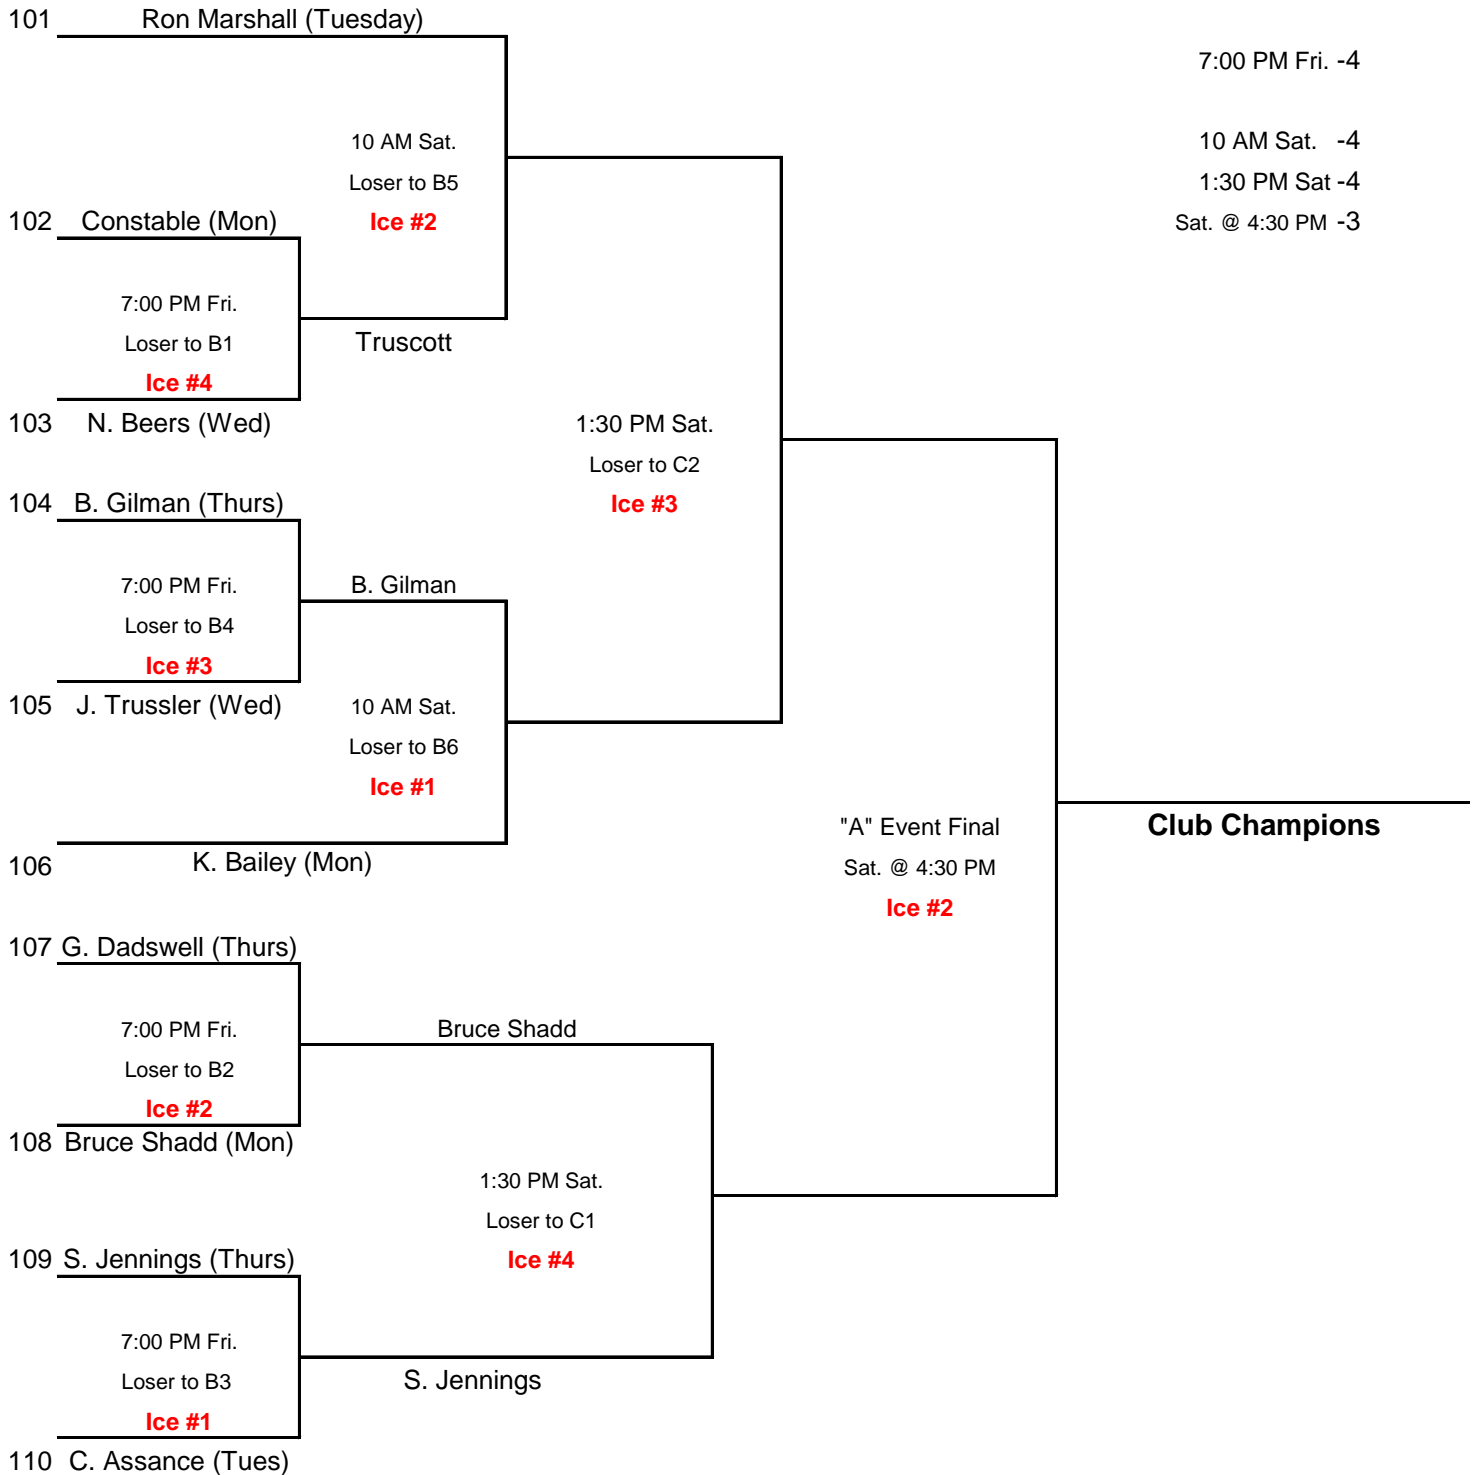 101 Ron Marshall (Tuesday)
7:00 PM Fri. -4
10 AM Sat. 10 AM Sat. -4
Loser to B5 1:30 PM Sat -4
102 Constable (Mon) Ice #2 Sat. @ 4:30 PM -3
7:00 PM Fri.
Loser to B1 Truscott
Ice #4
103 N. Beers (Wed) 1:30 PM Sat.
Loser to C2
104 B. Gilman (Thurs) Ice #3
7:00 PM Fri. B. Gilman
Loser to B4
Ice #3
105 J. Trussler (Wed) 10 AM Sat.
Loser to B6
Ice #1
"A" Event Final Club Champions
106 K. Bailey (Mon) Sat. @ 4:30 PM
Ice #2
107 G. Dadswell (Thurs)
7:00 PM Fri. Bruce Shadd
Loser to B2
Ice #2
108 Bruce Shadd (Mon)
1:30 PM Sat.
Loser to C1
109 S. Jennings (Thurs) Ice #4
7:00 PM Fri.
Loser to B3 S. Jennings
Ice #1
110 C. Assance (Tues)